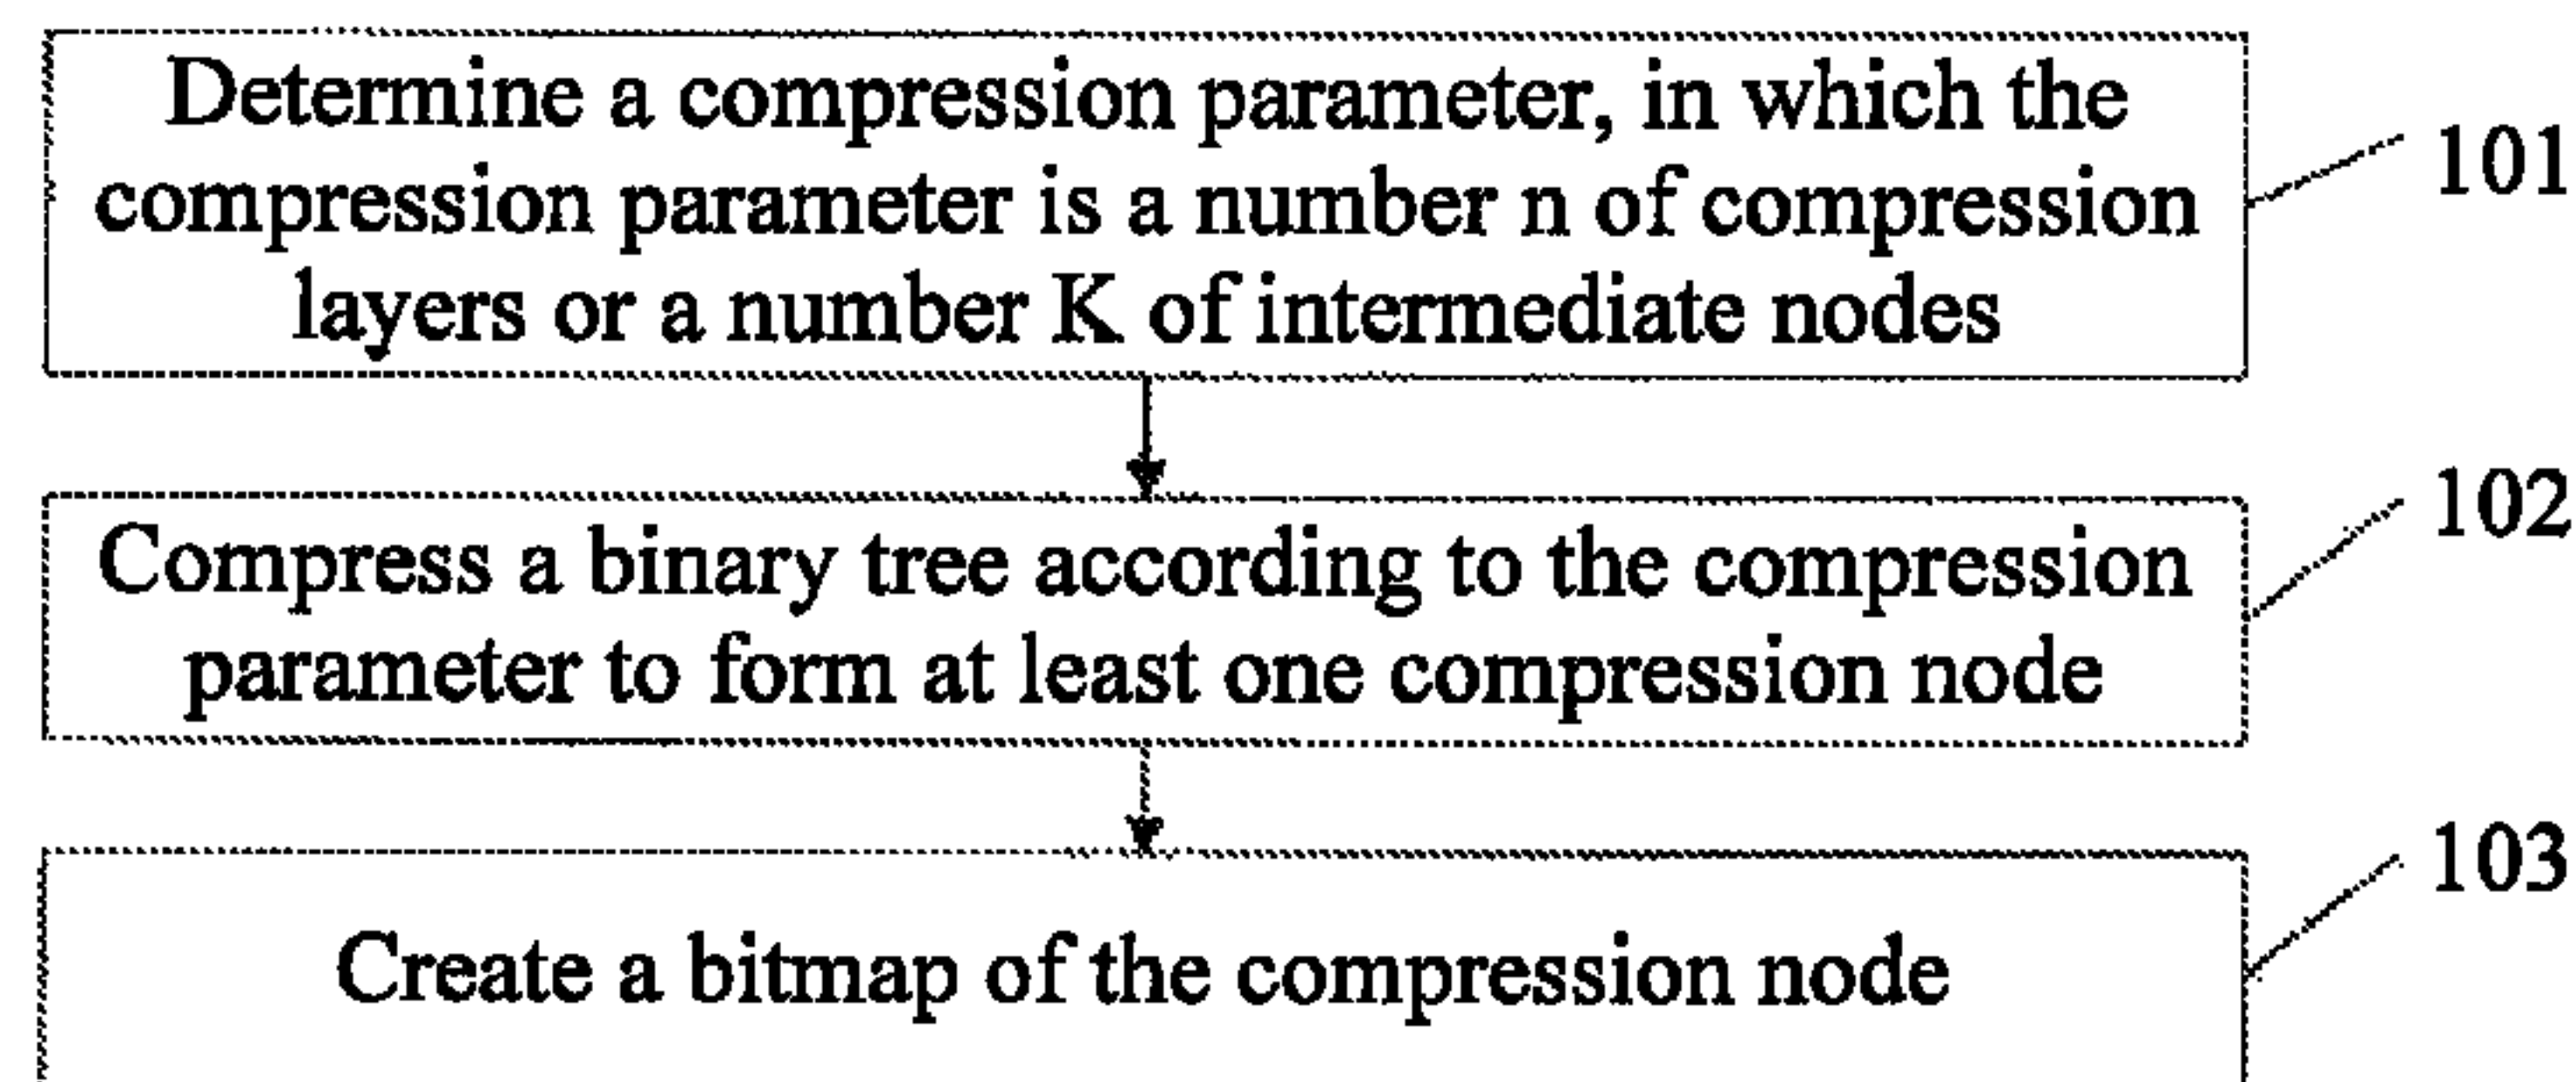 Determine a compression parameter, in which the
compression parameter is a number n of compression
layers or a number K of intermediate nodes
101
Compress a binary tree according to the compression
parameter to form at least one compression node
102
Create a bitmap of the compression node
103